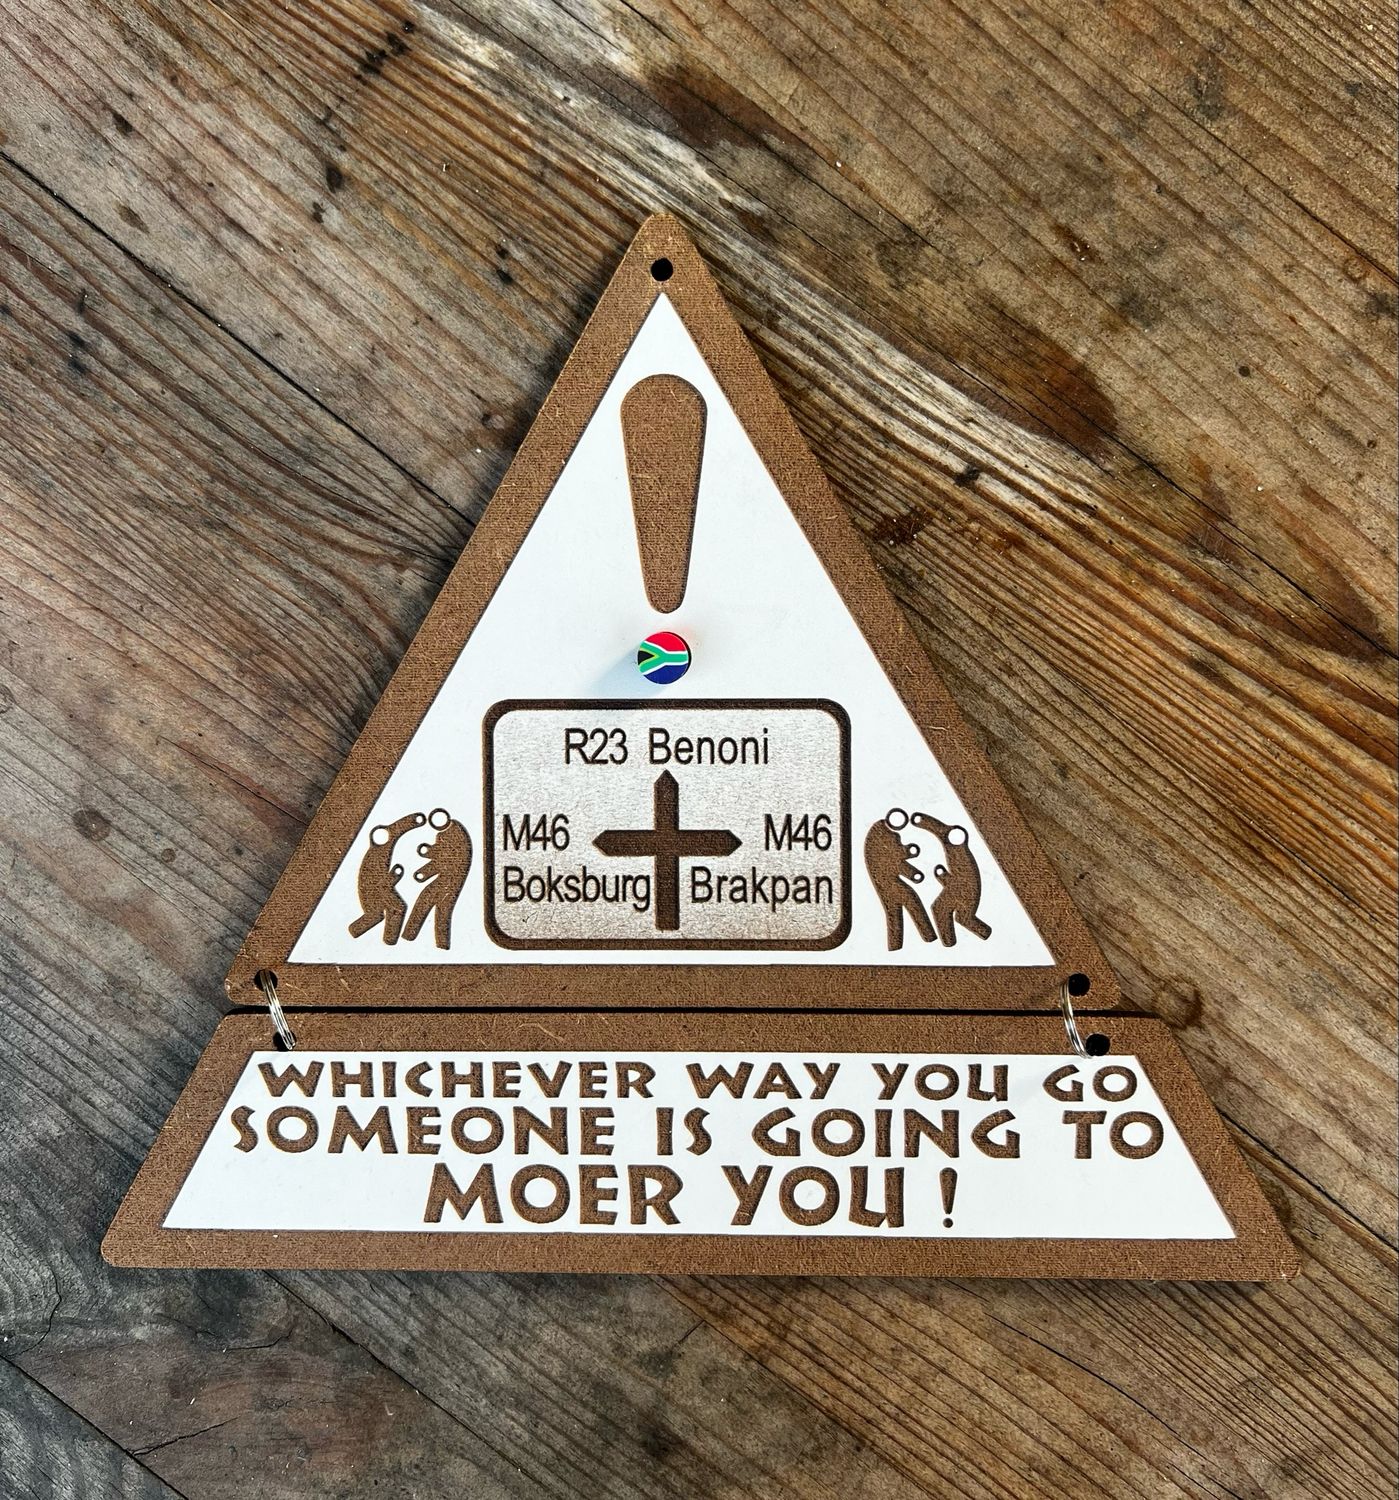 !
R23 Benoni
M46 M46
Boksburg Brakpan
WHICHEVER WAY YOU GO
SOMEONE IS GOING TO
MOER YOU !